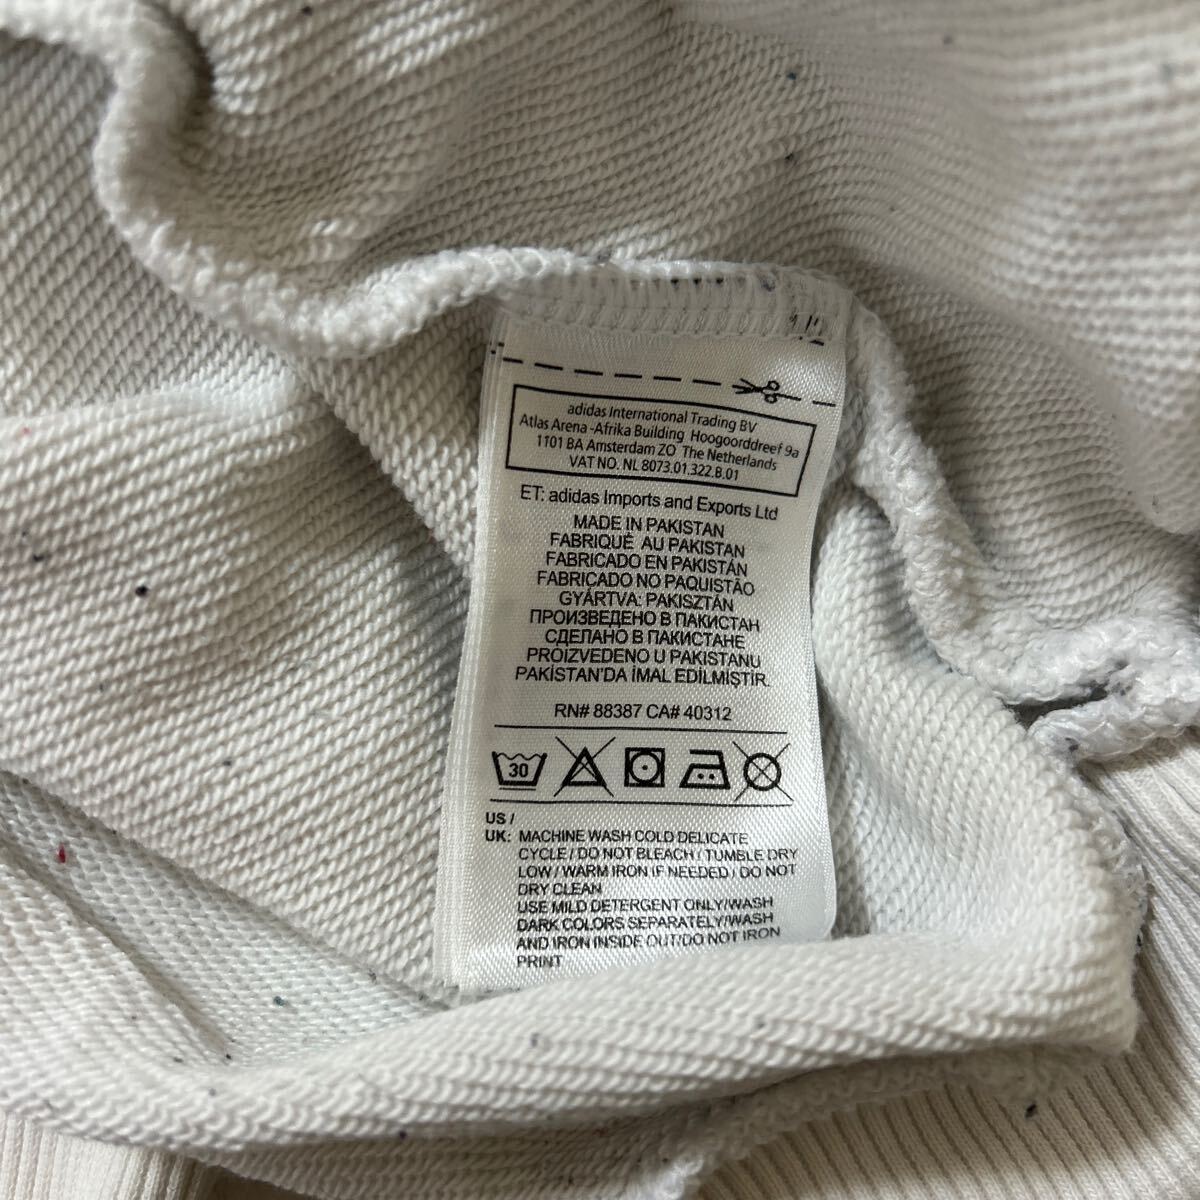 adidas International Trading BV
Atlas Arena -Afrika Building Hoogoorddreef 9a
1101 BA Amsterdam ZO The Netherlands
VAT NO. NL 8073.01.322.B.01
ET: adidas Imports and Exports Ltd
MADE IN PAKISTAN
FABRIQUÉ AU PAKISTAN
FABRICADO EN PAKISTÁN
FABRICADO NO PAQUISTÃO
GYÁRTVA: PAKISZTÁN
ПРОИЗВЕДЕНО В ПАКИСТАН
СДЕЛАНО В ПАКИСТАНЕ
PROIZVEDENO U PAKISTANU
PAKİSTAN'DA İMAL EDİLMİŞTİR.
RN# 88387 CA# 40312
30
US /
UK: MACHINE WASH COLD DELICATE
CYCLE / DO NOT BLEACH / TUMBLE DRY
LOW / WARM IRON IF NEEDED / DO NOT
DRY CLEAN
USE MILD DETERGENT ONLY/WASH
DARK COLORS SEPARATELY/WASH
AND IRON INSIDE OUT/DO NOT IRON
PRINT